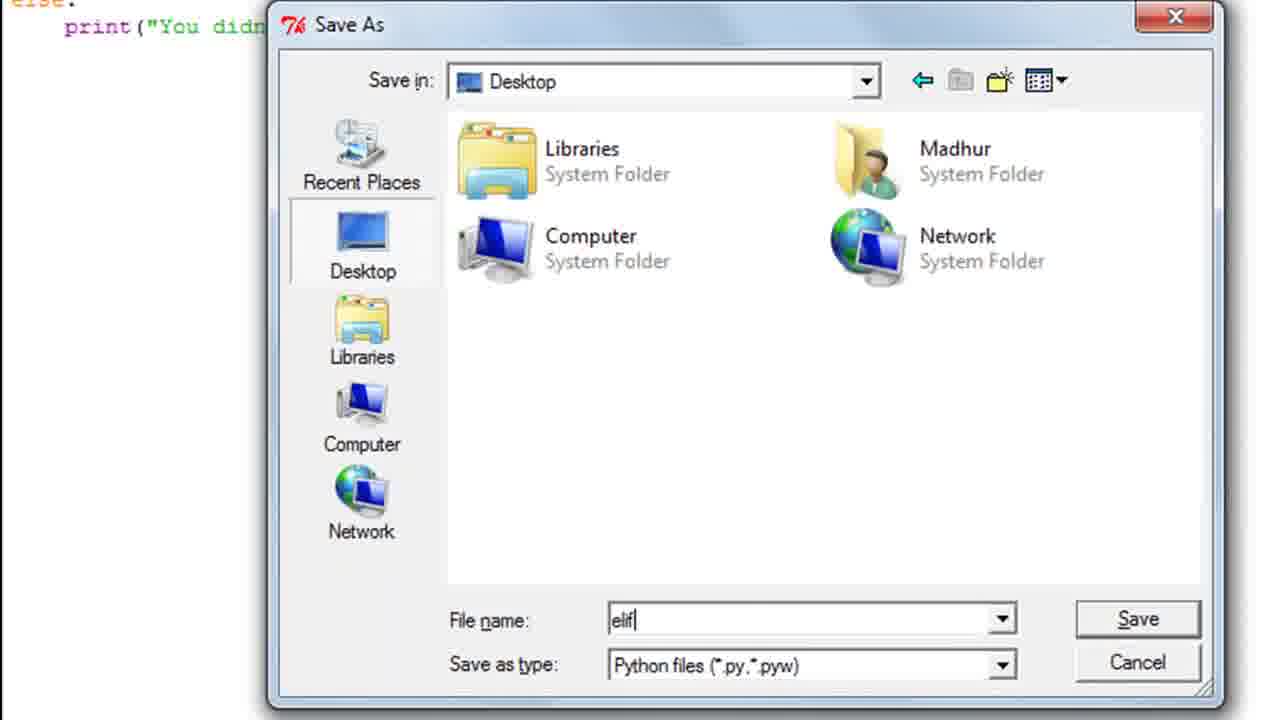 else:
print("You didn
Save As
Save in: Desktop
Recent Places
Desktop
Libraries
Computer
Network
Libraries
System Folder
Madhur
System Folder
Computer
System Folder
Network
System Folder
File name: elif
Save
Save as type: Python files (*.py,*.pyw)
Cancel